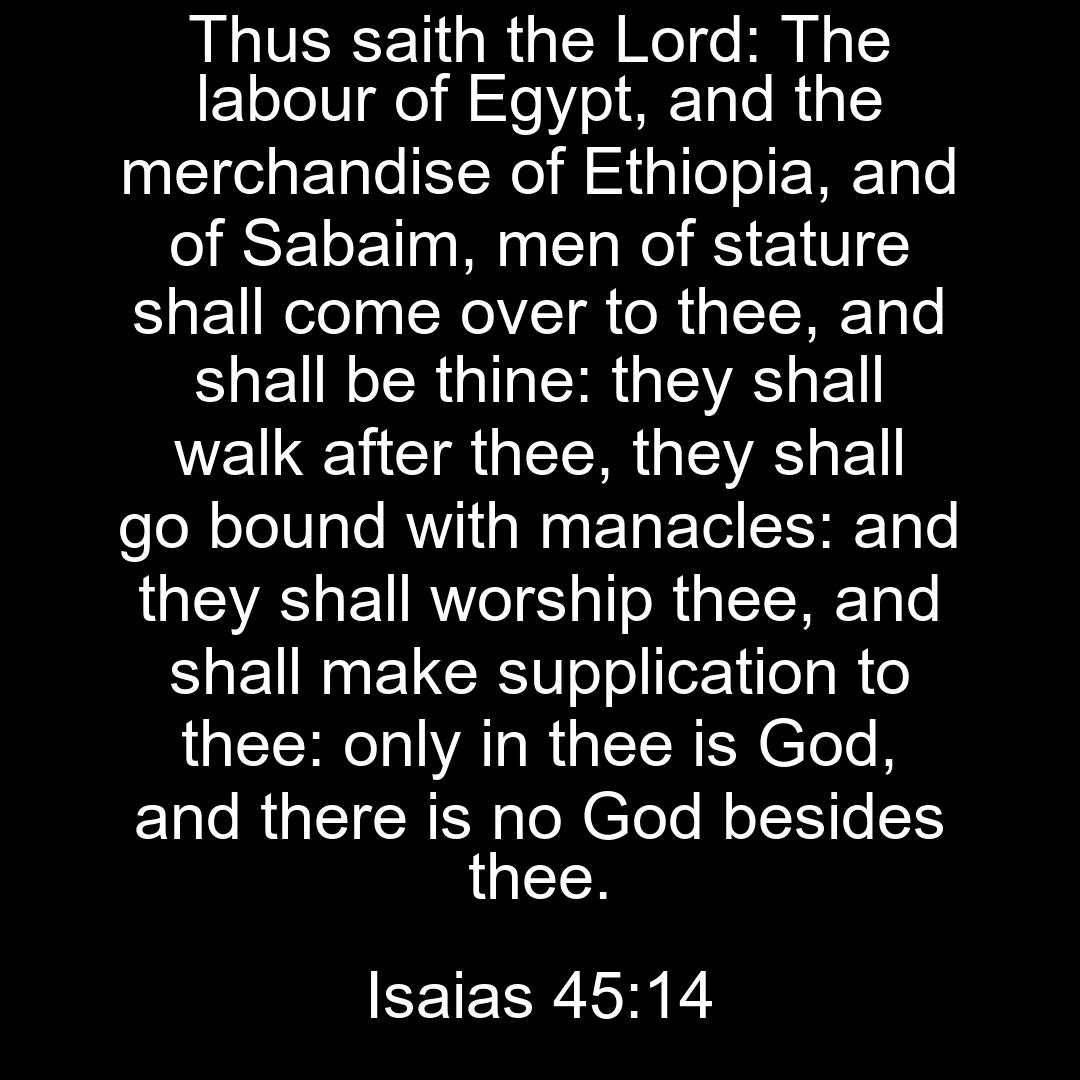 Thus saith the Lord: The
labour of Egypt, and the
merchandise of Ethiopia, and
of Sabaim, men of stature
shall come over to thee, and
shall be thine: they shall
walk after thee, they shall
go bound with manacles: and
they shall worship thee, and
shall make supplication to
thee: only in thee is God,
and there is no God besides
thee.
Isaias 45:14